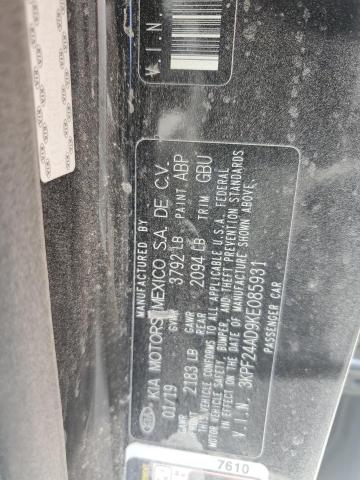 V.I.N.
MANUFACTURED BY
KIA KIA MOTORS MEXICO S.A. DE C.V.
01/19 GVWR 3792 LB PAINT ABP
GAWR FRONT 2183 LB GAWR REAR 2094 LB TRIM GBU
THIS VEHICLE CONFORMS TO ALL APPLICABLE U.S.A. FEDERAL
MOTOR VEHICLE SAFETY, BUMPER, AND THEFT PREVENTION STANDARDS
IN EFFECT ON THE DATE OF MANUFACTURE SHOWN ABOVE.
V.I.N. 3KPF24AD9KE085931
PASSENGER CAR
7610